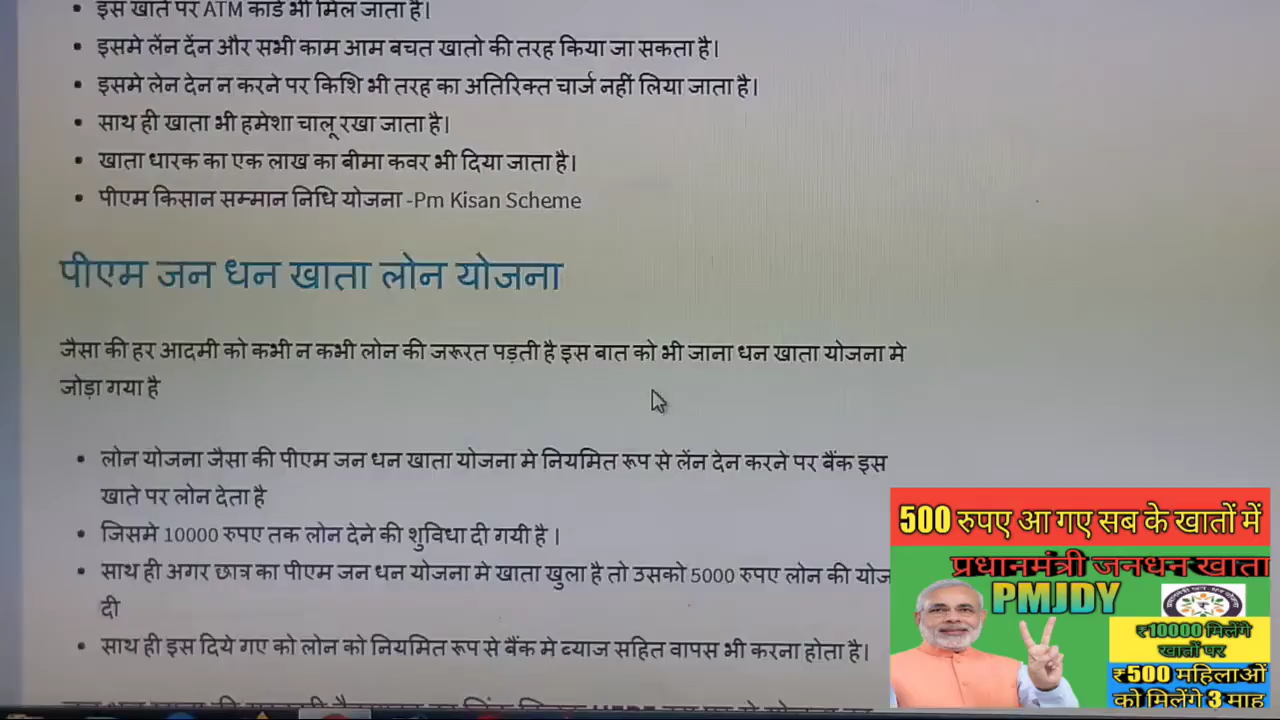 इस खाते पर ATM कार्ड भी मिल जाता है।
इसमे लेंन देंन और सभी काम आम बचत खातो की तरह किया जा सकता है।
इसमे लेन देन न करने पर किशि भी तरह का अतिरिक्त चार्ज नहीं लिया जाता है।
साथ ही खाता भी हमेशा चालू रखा जाता है।
खाता धारक का एक लाख का बीमा कवर भी दिया जाता है।
पीएम किसान सम्मान निधि योजना -Pm Kisan Scheme
पीएम जन धन खाता लोन योजना
जैसा की हर आदमी को कभी न कभी लोन की जरूरत पड़ती है इस बात को भी जाना धन खाता योजना मे
जोड़ा गया है
लोन योजना जैसा की पीएम जन धन खाता योजना मे नियमित रूप से लेंन देन करने पर बैंक इस
खाते पर लोन देता है
जिसमे 10000 रुपए तक लोन देने की शुविधा दी गयी है ।
साथ ही अगर छात्र का पीएम जन धन योजना मे खाता खुला है तो उसको 5000 रुपए लोन की
दी
साथ ही इस दिये गए को लोन को नियमित रूप से बैंक मे ब्याज सहित वापस भी करना होता है।
500 रुपए आ गए सब के खातों में
प्रधानमंत्री जनधन खाता
PMJDY
₹10000 मिलेंगे
खातों पर
₹500 महिलाओं
को मिलेंगे 3 माह